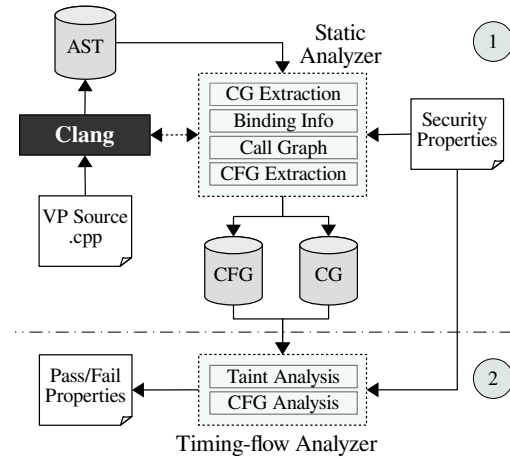 AST
Static
Analyzer
1
CG Extraction
Binding Info
Call Graph
CFG Extraction
Clang
Security
Properties
VP Source
.cpp
CFG
CG
Pass/Fail
Properties
Taint Analysis
CFG Analysis
2
Timing-flow Analyzer